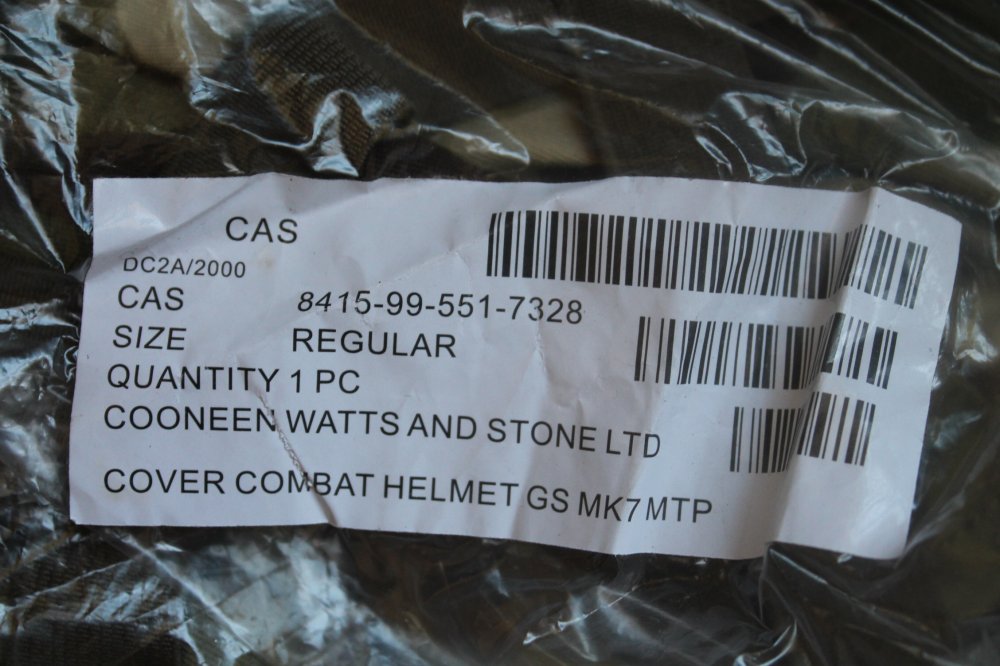 CAS
DC2A/2000
CAS 8415-99-551-7328
SIZE REGULAR
QUANTITY 1 PC
COONEEN WATTS AND STONE LTD
COVER COMBAT HELMET GS MK7 MTP